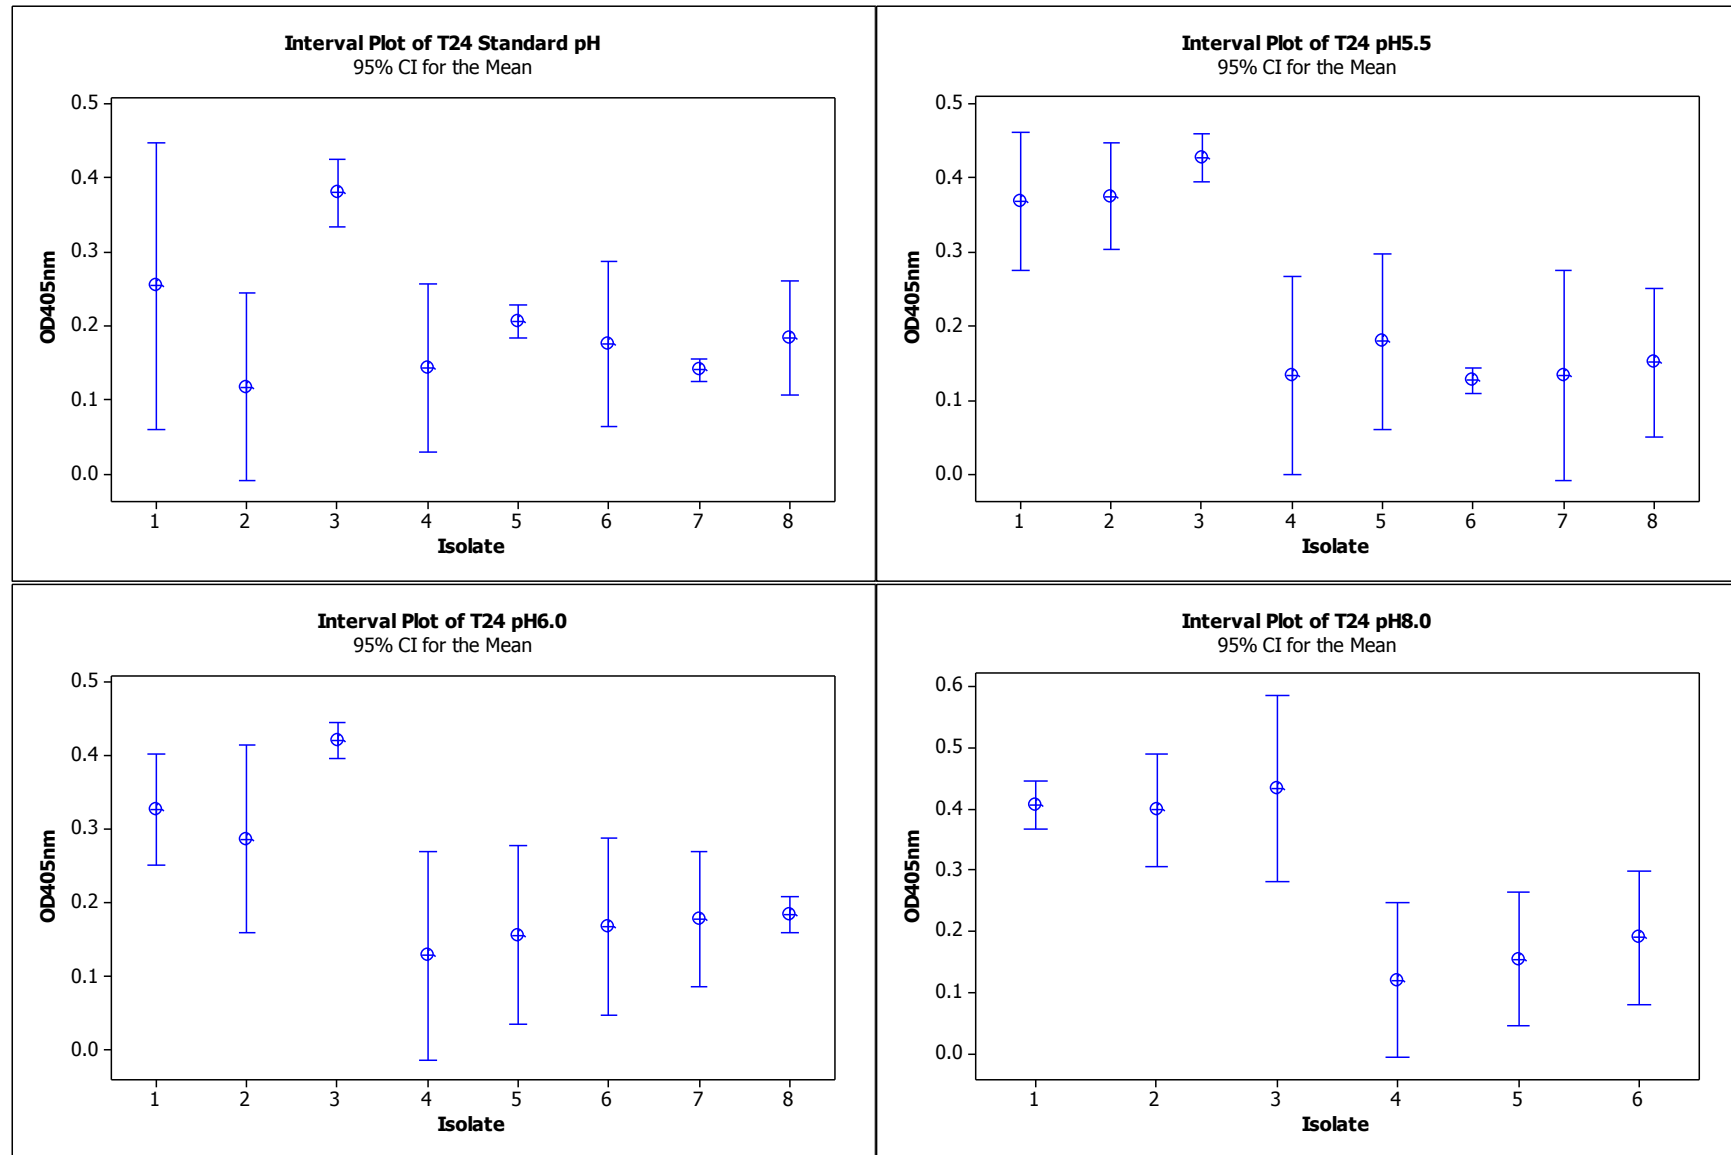 Interval Plot of T24 Standard pH
95% CI for the Mean
0.5
0.4
0.3
0.2
0.1
0.0
OD405nm
1 2 3 4 5 6 7 8
Isolate
Interval Plot of T24 pH5.5
95% CI for the Mean
0.5
0.4
0.3
0.2
0.1
0.0
OD405nm
1 2 3 4 5 6 7 8
Isolate
Interval Plot of T24 pH6.0
95% CI for the Mean
0.5
0.4
0.3
0.2
0.1
0.0
OD405nm
1 2 3 4 5 6 7 8
Isolate
Interval Plot of T24 pH8.0
95% CI for the Mean
0.6
0.5
0.4
0.3
0.2
0.1
0.0
OD405nm
1 2 3 4 5 6
Isolate